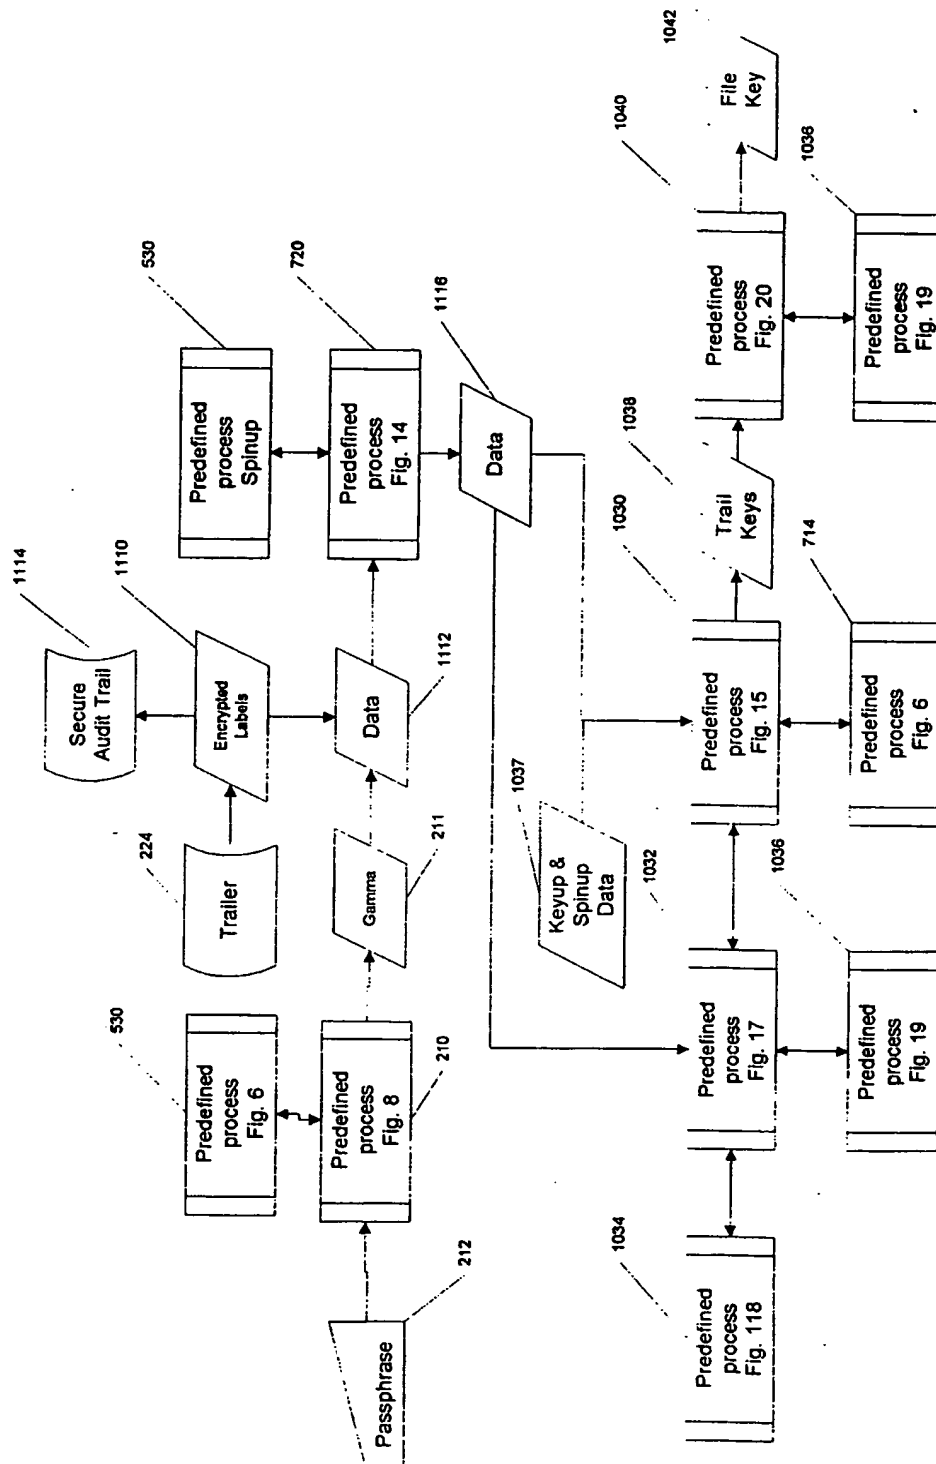 1114
Secure
Audit Trail
224
Trailer
1110
Encrypted
Labels
530
Predefined
process
Fig. 6
530
Predefined
process
Spinup
212
Passphrase
210
Predefined
process
Fig. 8
211
Gamma
1112
Data
720
Predefined
process
Fig. 14
1116
Data
1037
Keyup &
Spinup
Data
1034
Predefined
process
Fig. 118
1032
Predefined
process
Fig. 17
1030
Predefined
process
Fig. 15
1038
Trail
Keys
1040
Predefined
process
Fig. 20
1042
File
Key
1036
Predefined
process
Fig. 19
714
Predefined
process
Fig. 6
1036
Predefined
process
Fig. 19